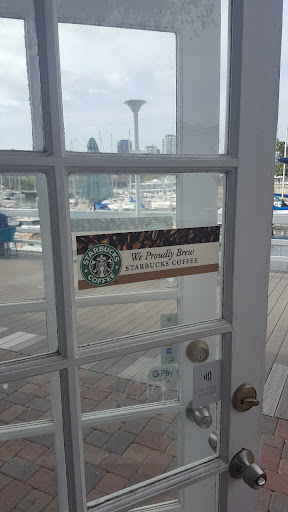 STARBUCKS
COFFEE
We Proudly Brew
STARBUCKS COFFEE
G Pay